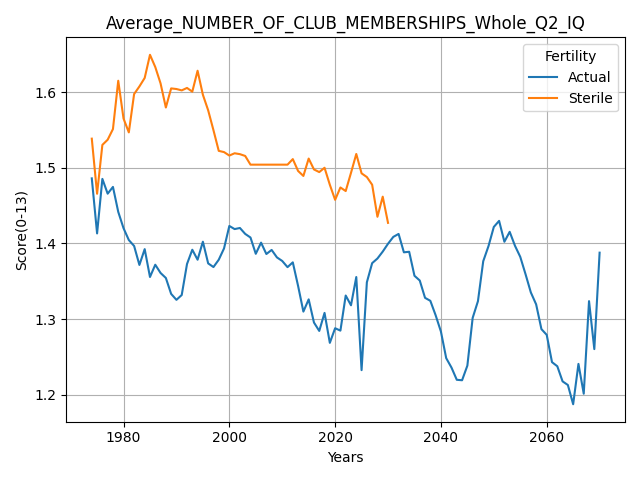 Average_NUMBER_OF_CLUB_MEMBERSHIPS_Whole_Q2_IQ
Fertility
Actual
Sterile
Score(0-13)
1.6
1.5
1.4
1.3
1.2
1980
2000
2020
2040
2060
Years